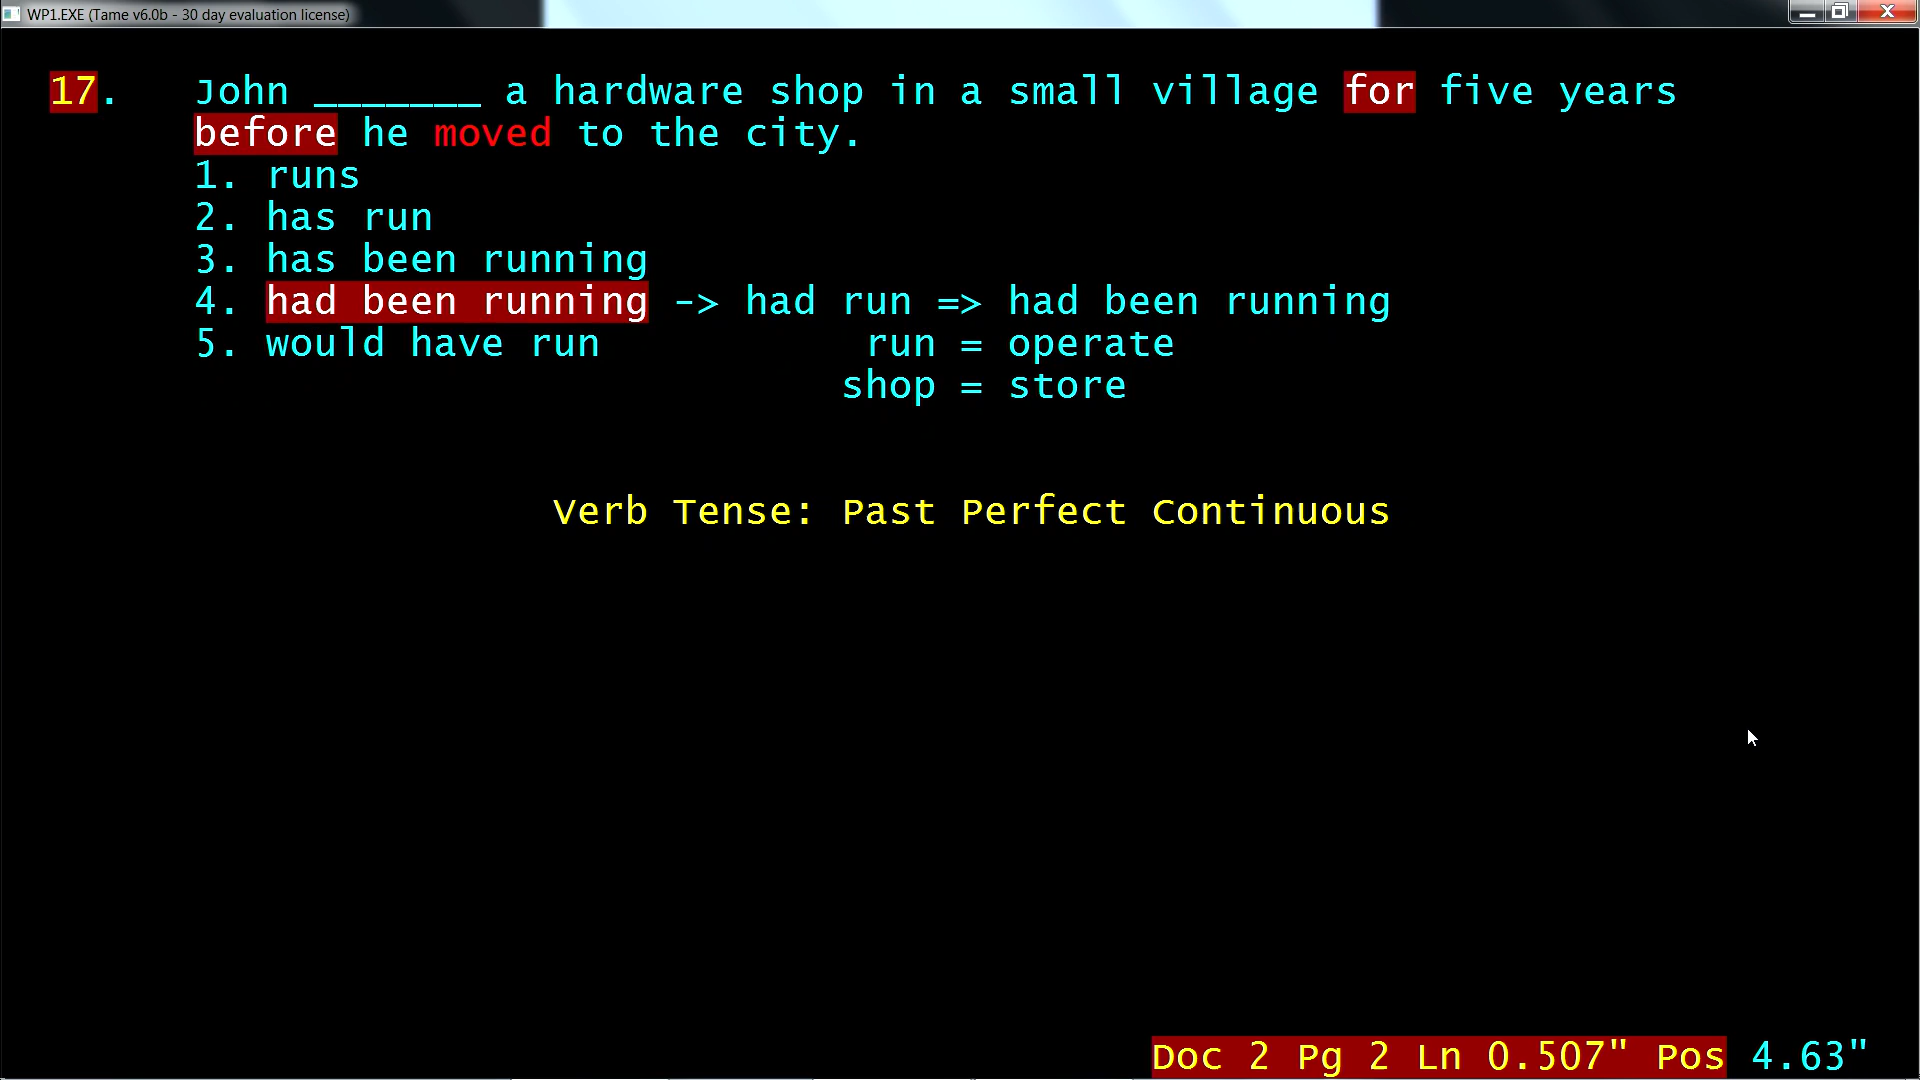 WP1.EXE (Tame v6.0b - 30 day evaluation license)
17. John _______ a hardware shop in a small village for five years
before he moved to the city.
1. runs
2. has run
3. has been running
4. had been running -> had run => had been running
5. would have run run = operate
shop = store
Verb Tense: Past Perfect Continuous
Doc 2 Pg 2 Ln 0.507" Pos 4.63"